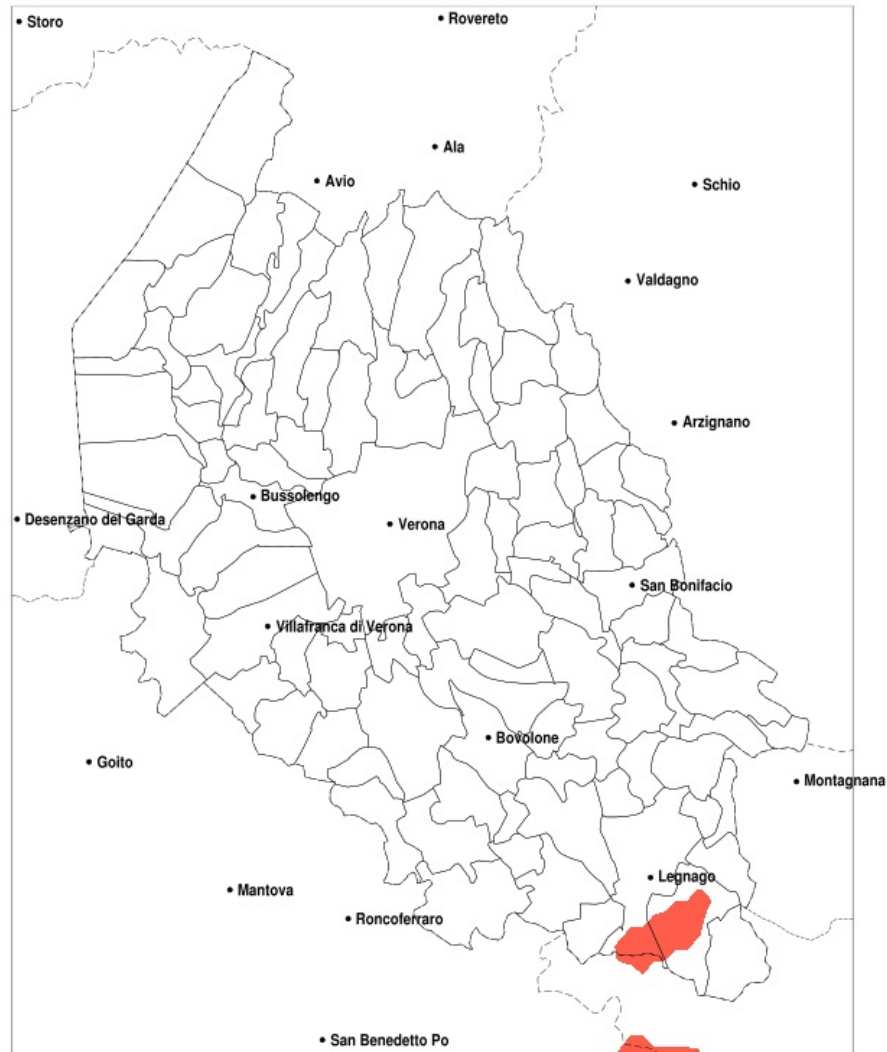 Storo
Rovereto
Ala
Avio
Schio
Valdagno
Arzignano
Bussolengo
Desenzano del Garda
Verona
San Bonifacio
Villafranca di Verona
Bovolone
Goito
Montagnana
Legnago
Mantova
Roncoferraro
San Benedetto Po